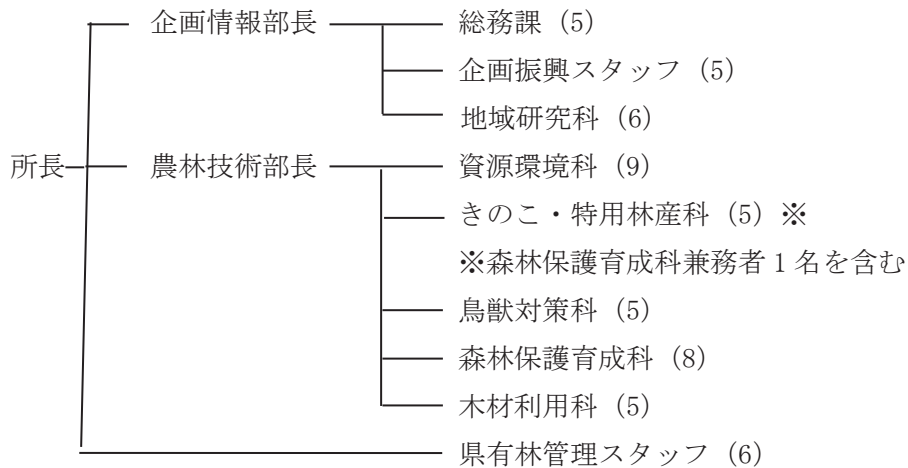 企画情報部長 総務課 (5)
企画振興スタッフ (5)
地域研究科 (6)
所長 農林技術部長 資源環境科 (9)
きのこ・特用林産科 (5) ※
※森林保護育成科兼務者1名を含む
鳥獣対策科 (5)
森林保護育成科 (8)
木材利用科 (5)
県有林管理スタッフ (6)